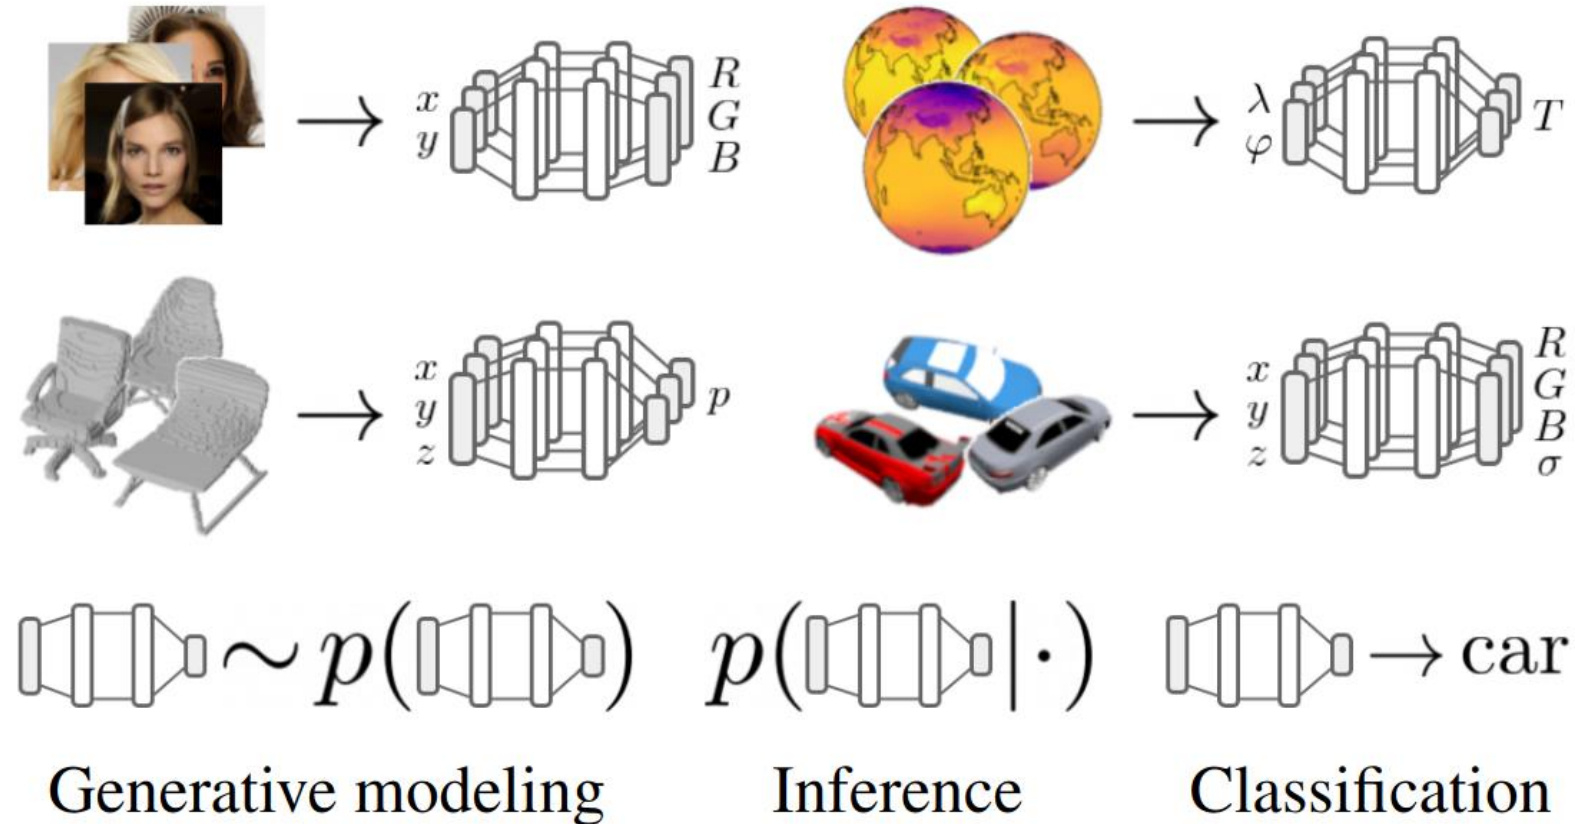 x
y
R
G
B
λ
φ
T
x
y
z
p
x
y
z
R
G
B
σ
∼ p( )
p( | · )
→ car
Generative modeling
Inference
Classification